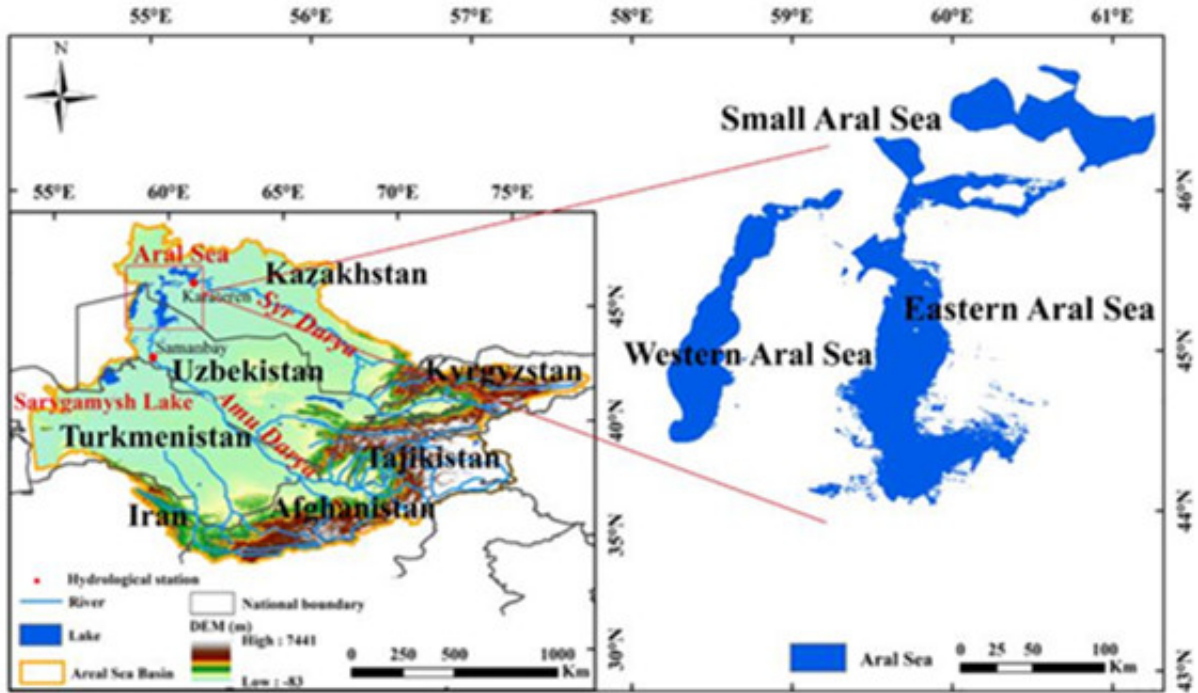 55°E 56°E 57°E 58°E 59°E 60°E 61°E
N
Small Aral Sea
46°N
55°E 60°E 65°E 70°E 75°E
Aral Sea
Kazakhstan
Karateren
Syr Darya
45°N
Eastern Aral Sea
Samanbay
Uzbekistan
Kyrgyzstan
Western Aral Sea
45°N
Sarygamysh Lake
Amu Darya
40°N
Turkmenistan
Tajikistan
Iran
Afghanistan
44°N
35°N
Hydrological station
River
National boundary
Lake
DEM (m)
High : 7441
Low : -83
Areal Sea Basin
0 250 500 1000
Km
30°N
Aral Sea
0 25 50 100
Km
43°N